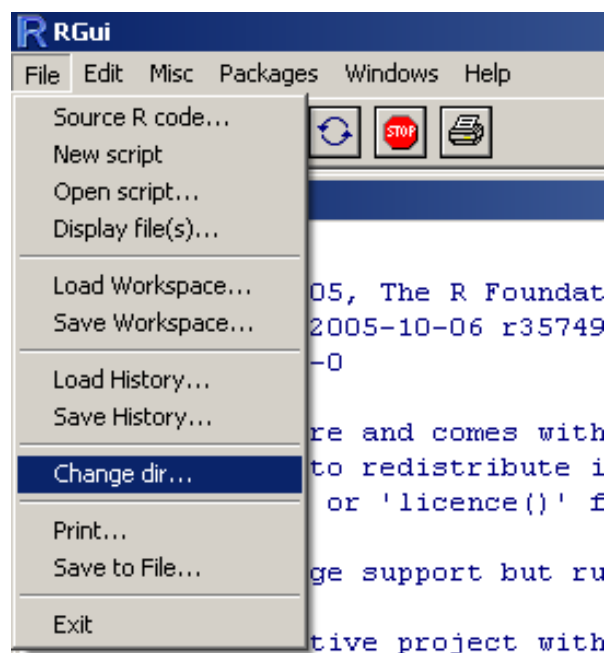 RGui
File Edit Misc Packages Windows Help
STOP
Source R code...
New script
Open script...
Display file(s)...
Load Workspace...
Save Workspace...
Load History...
Save History...
Change dir...
Print...
Save to File...
Exit
05, The R Foundat
2005-10-06 r35749
-0
re and comes with
to redistribute i
or 'licence()' f
ge support but ru
tive project with